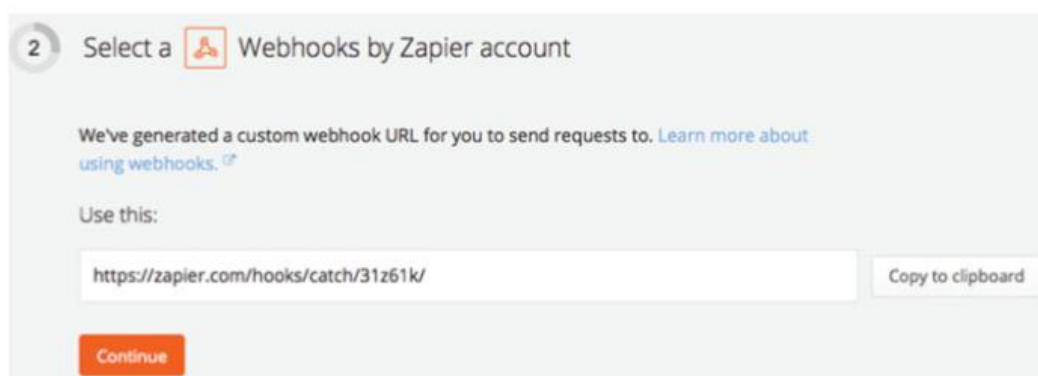 2 Select a Webhooks by Zapier account
We've generated a custom webhook URL for you to send requests to. Learn more about
using webhooks.
Use this:
https://zapier.com/hooks/catch/31z61k/ Copy to clipboard
Continue